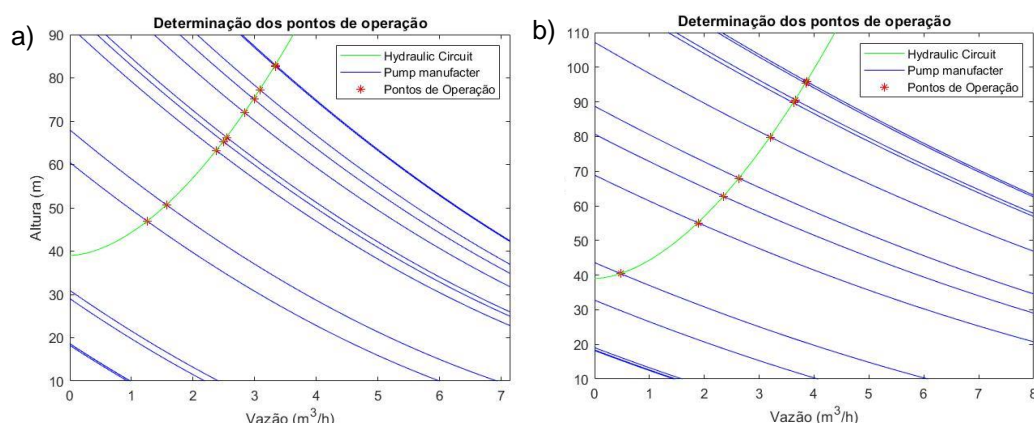 a)
Determinação dos pontos de operação
Hydraulic Circuit
Pump manufacter
Pontos de Operação
Altura (m)
90
80
70
60
50
40
30
20
10
0 1 2 3 4 5 6 7
Vazão (m³/h)
b)
Determinação dos pontos de operação
Hydraulic Circuit
Pump manufacter
Pontos de Operação
110
100
90
80
70
60
50
40
30
20
10
0 1 2 3 4 5 6 7 8
Vazão (m³/h)